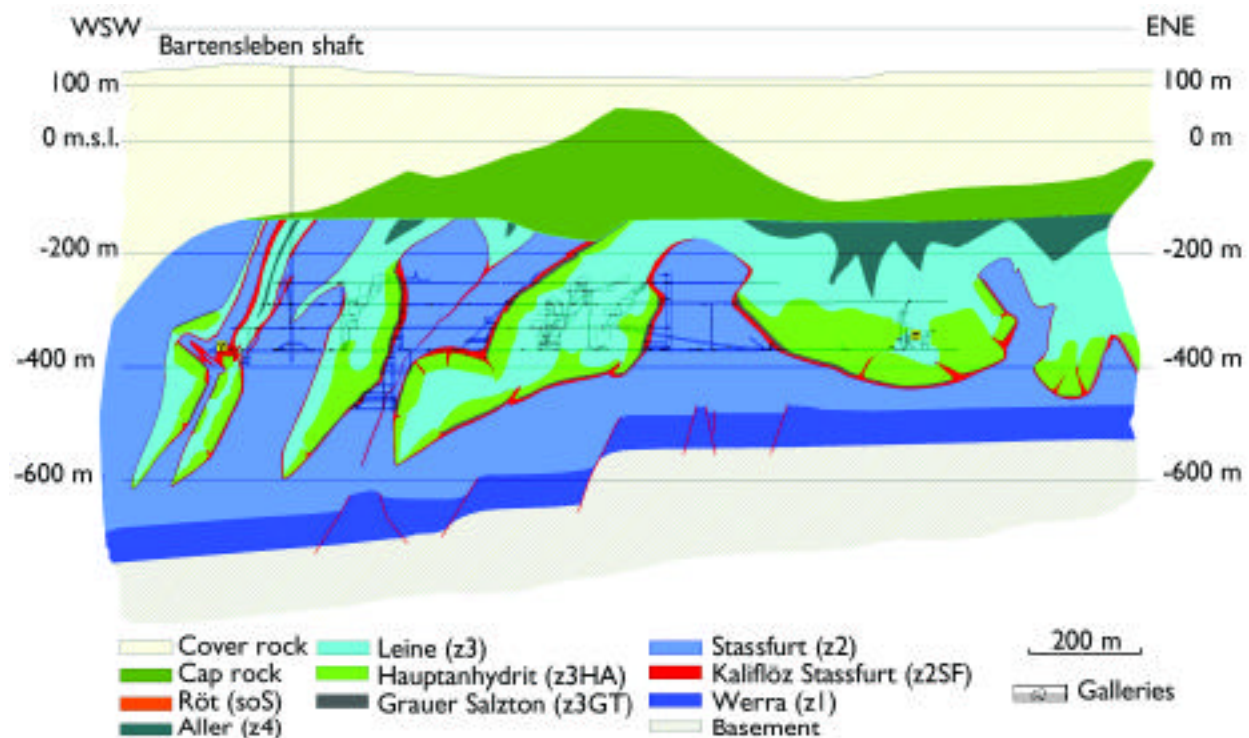 WSW
ENE
Bartensleben shaft
100 m
100 m
0 m.s.l.
0 m
-200 m
-200 m
-400 m
-400 m
-600 m
-600 m
Cover rock
Cap rock
Röt (soS)
Aller (z4)
Leine (z3)
Hauptanhydrit (z3HA)
Grauer Salzton (z3GT)
Stassfurt (z2)
Kaliflöz Stassfurt (z2SF)
Werra (z1)
Basement
200 m
Galleries